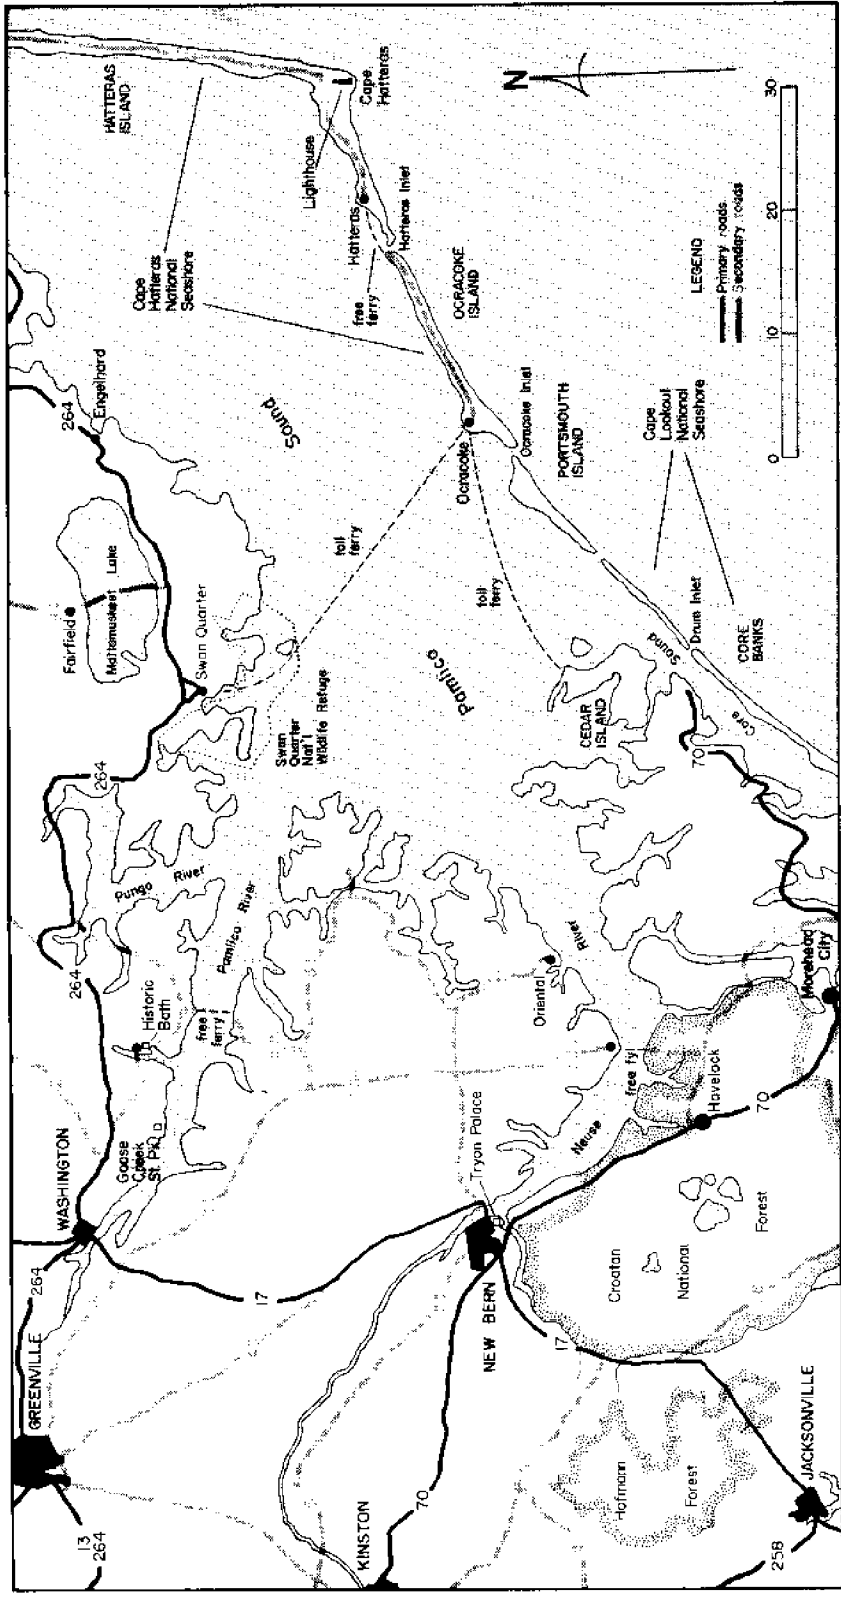 GREENVILLE
13
264
264
WASHINGTON
Goose
Creek
St. Pk.
Historic
Bath
264
264
Pungo River
Pamlico River
free
ferry
Fairfield
Mattamuskeet Lake
Swan Quarter
Swan
Quarter
Nat'l
Wildlife Refuge
Engelhard
264
HATTERAS
ISLAND
Cape
Hatteras
National
Seashore
Sound
Pamlico
toll
ferry
toll
ferry
free
ferry
Lighthouse
Cape
Hatteras
Hatteras
Hatteras Inlet
OCRACOKE
ISLAND
Ocracoke
Ocracoke Inlet
PORTSMOUTH
ISLAND
N
KINSTON
70
17
NEW BERN
Tryon Palace
17
Neuse
River
Oriental
free fy
Havelock
70
Croatan
National
Forest
Hofmann
Forest
JACKSONVILLE
258
Morehead
City
CEDAR
ISLAND
70
Core
Sound
Drum Inlet
CORE
BANKS
Cape
Lookout
National
Seashore
LEGEND
Primary roads
Secondary roads
0
10
20
30